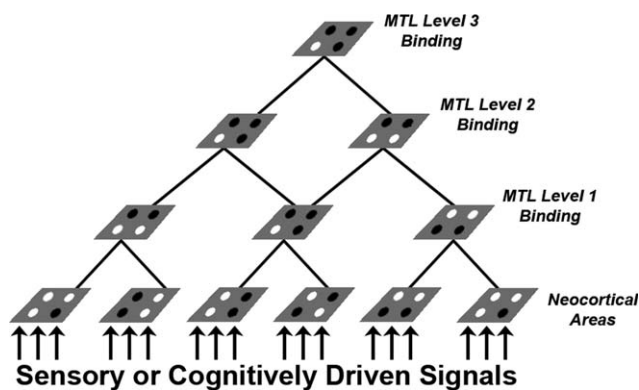 MTL Level 3
Binding
MTL Level 2
Binding
MTL Level 1
Binding
Neocortical
Areas
Sensory or Cognitively Driven Signals